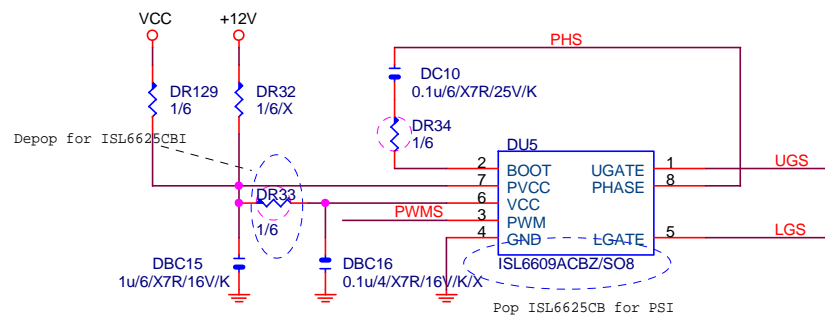 VCC +12V
PHS
DR129
1/6
DR32
1/6/X
DC10
0.1u/6/X7R/25V/K
Depop for ISL6625CBI
DR34
1/6
DU5
2 BOOT UGATE 1 UGS
7 PVCC PHASE 8
DR33
1/6
6 VCC
PWMS 3 PWM
4 GND LGATE 5 LGS
DBC15
1u/6/X7R/16V/K
DBC16
0.1u/4/X7R/16V/K/X
ISL6609ACBZ/SO8
Pop ISL6625CB for PSI